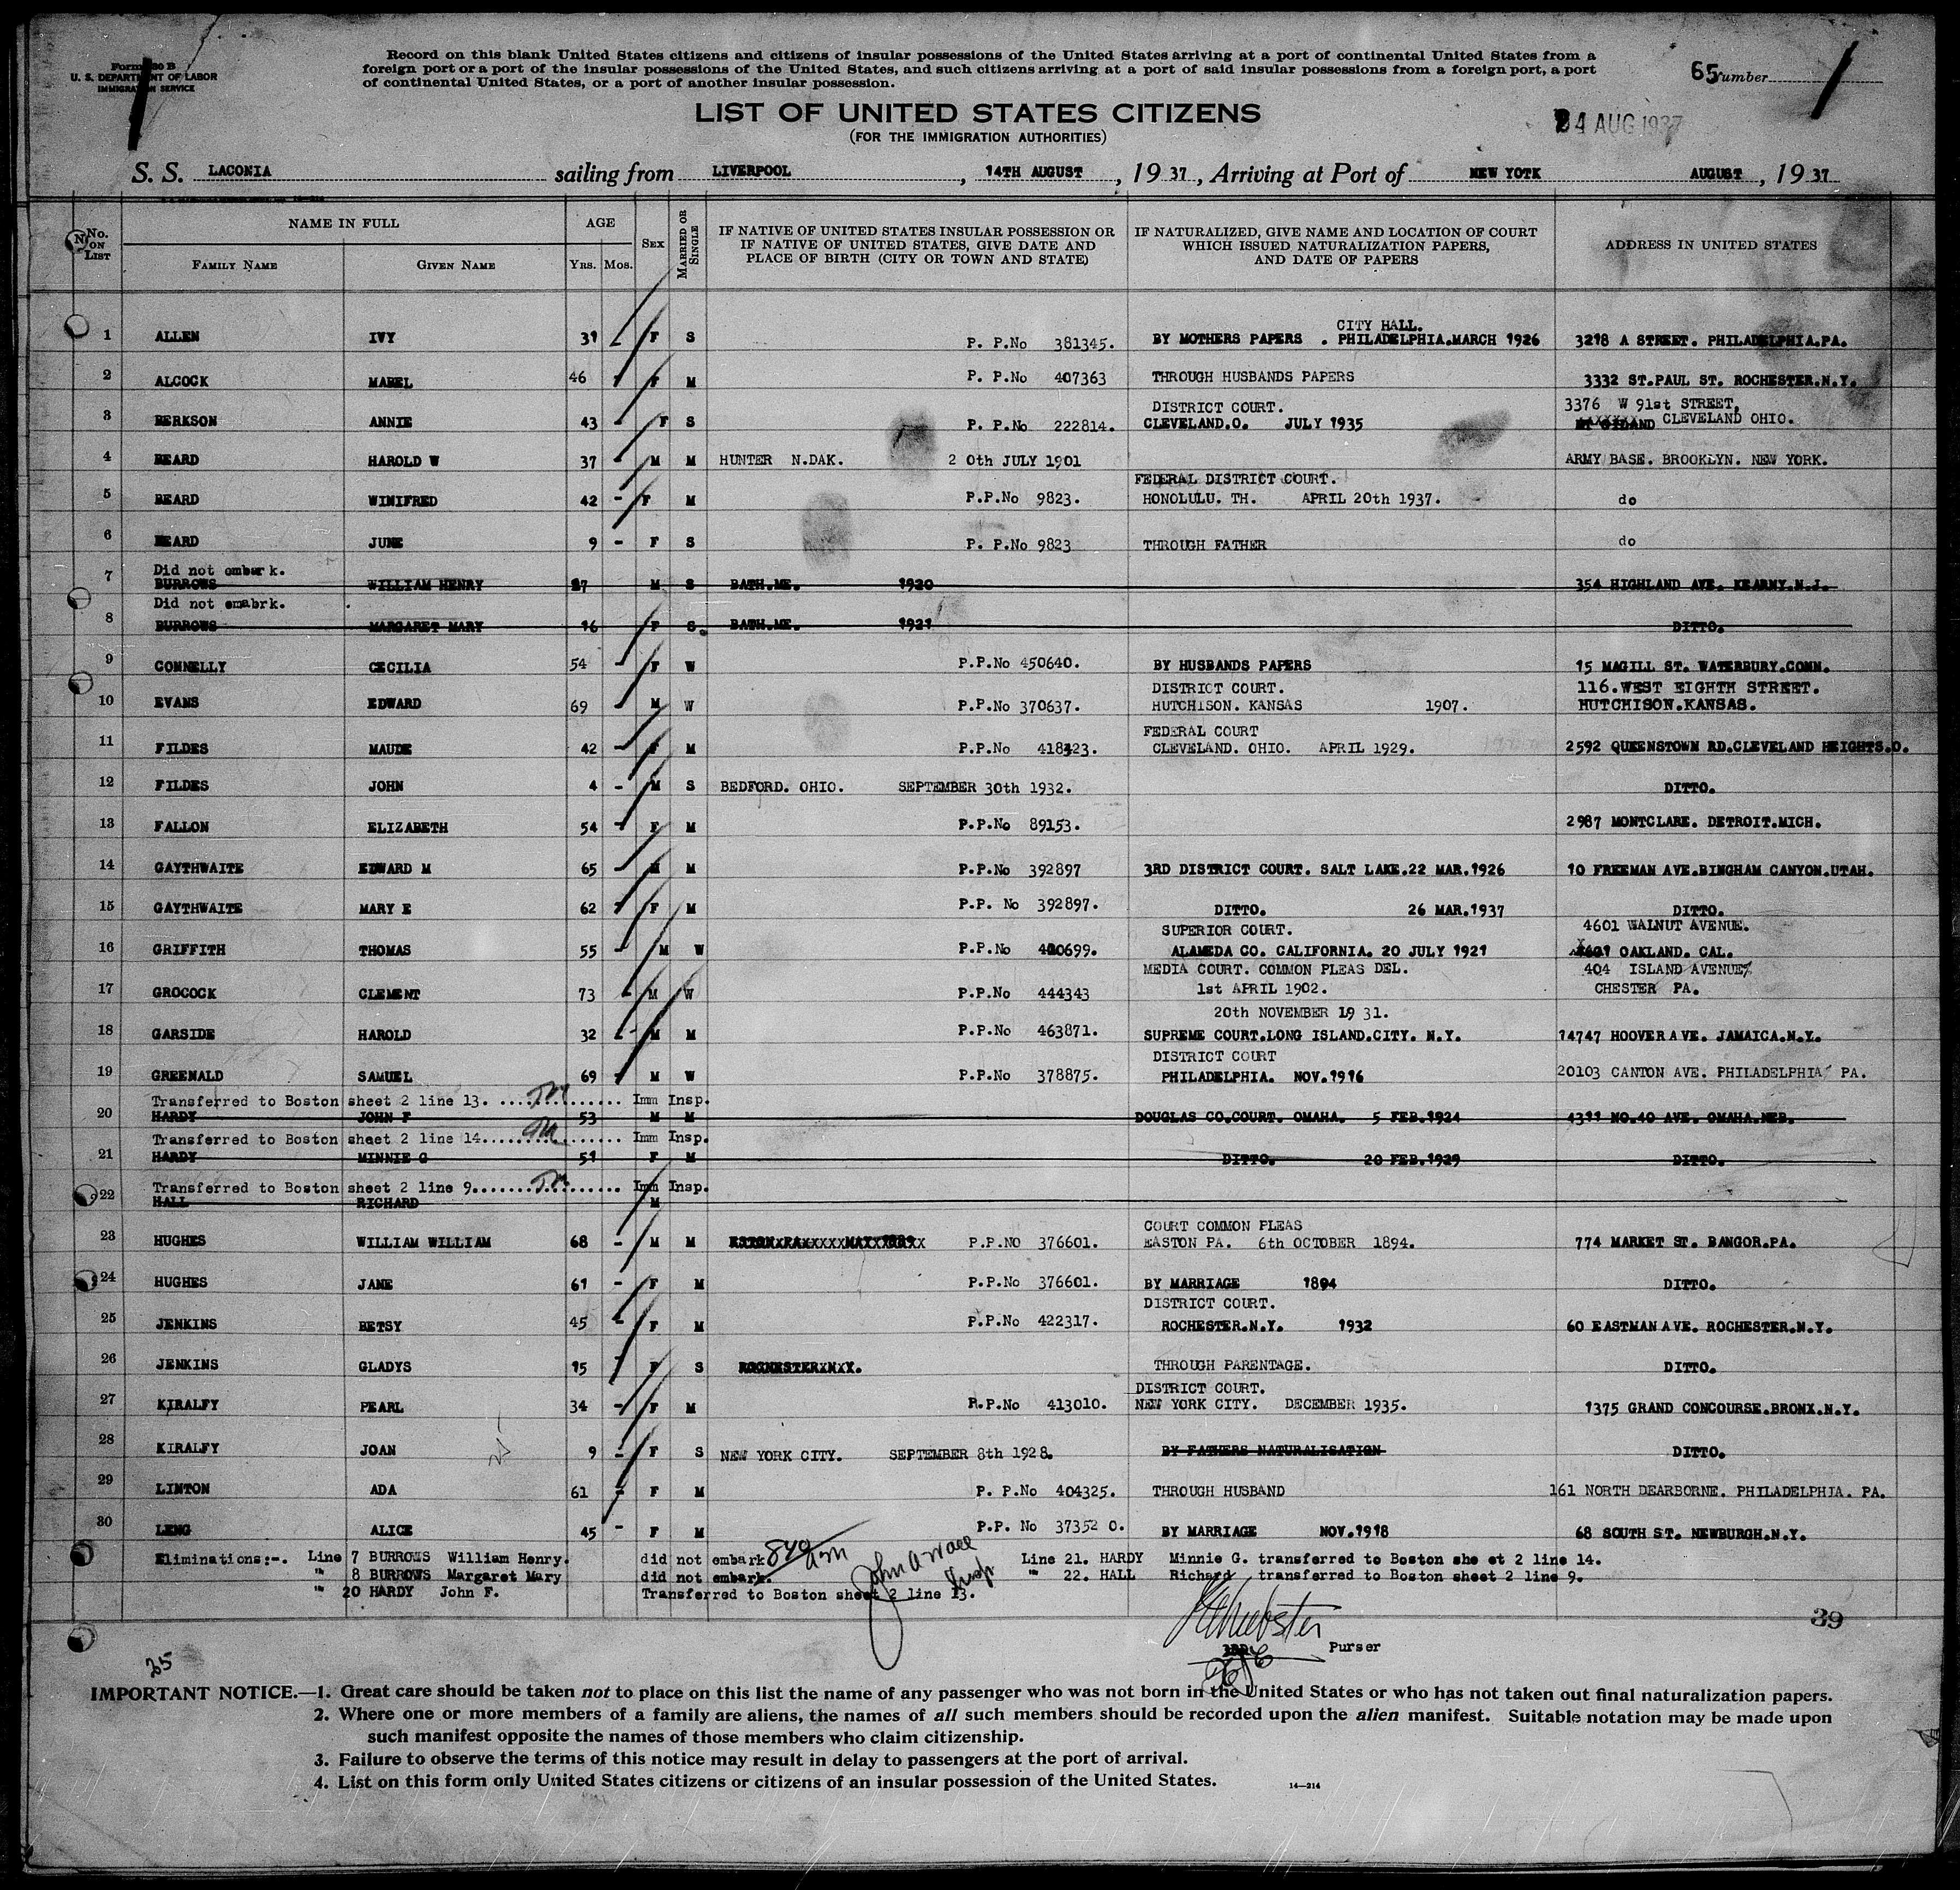 Form 630 B
U. S. DEPARTMENT OF LABOR
IMMIGRATION SERVICE
Record on this blank United States citizens and citizens of insular possessions of the United States arriving at a port of continental United States from a
foreign port or a port of the insular possessions of the United States, and such citizens arriving at a port of said insular possessions from a foreign port, a port
of continental United States, or a port of another insular possession.
65 Number
LIST OF UNITED STATES CITIZENS
(FOR THE IMMIGRATION AUTHORITIES)
24 AUG 1937
S. S. LACONIA sailing from LIVERPOOL, 14TH AUGUST, 1937, Arriving at Port of NEW YOTK AUGUST, 1937
No. ON LIST NAME IN FULL FAMILY NAME GIVEN NAME AGE YRS. MOS. SEX MARRIED OR SINGLE IF NATIVE OF UNITED STATES INSULAR POSSESSION OR IF NATIVE OF UNITED STATES, GIVE DATE AND PLACE OF BIRTH (CITY OR TOWN AND STATE) IF NATURALIZED, GIVE NAME AND LOCATION OF COURT WHICH ISSUED NATURALIZATION PAPERS, AND DATE OF PAPERS ADDRESS IN UNITED STATES
CITY HALL.
1 ALLEN IVY 31 F S P. P.No 381345. BY MOTHERS PAPERS . PHILADELPHIA.MARCH 1926 3218 A STREET. PHILADELPHIA.PA.
2 ALCOCK MABEL 46 F M P. P.No 407363 THROUGH HUSBANDS PAPERS 3332 ST.PAUL ST. ROCHESTER.N.Y.
DISTRICT COURT. 3376 W 91st STREET,
3 BERKSON ANNIE 43 F S P. P.No 222814. CLEVELAND.O. JULY 1935 CLEVELAND OHIO.
4 BEARD HAROLD W 37 - M M HUNTER N.DAK. 2 0th JULY 1901 ARMY BASE. BROOKLYN. NEW YORK.
FEDERAL DISTRICT COURT.
5 BEARD WINIFRED 42 - F M P.P.No 9823. HONOLULU. TH. APRIL 20th 1937. do
6 BEARD JUNE 9 - F S P. P.No 9823 THROUGH FATHER do
Did not embark.
7 BURROWS WILLIAM HENRY 17 M S BATH.ME. 1920 354 HIGHLAND AVE. KEARNY.N.J.
Did not emabrk.
8 BURROWS MARGARET MARY 16 F S. BATH.ME. 1921 DITTO.
9 CONNELLY CECILIA 54 F W P.P.No 450640. BY HUSBANDS PAPERS 15 MAGILL ST. WATERBURY.CONN.
DISTRICT COURT. 116.WEST EIGHTH STREET.
10 EVANS EDWARD 69 M W P.P.No 370637. HUTCHISON. KANSAS 1907. HUTCHISON.KANSAS.
FEDERAL COURT
11 FILDES MAUDE 42 F M P.P.No 418423. CLEVELAND. OHIO. APRIL 1929. 2592 QUEENSTOWN RD.CLEVELAND HEIGHTS.O.
12 FILDES JOHN 4 - M S BEDFORD. OHIO. SEPTEMBER 30th 1932. DITTO.
13 FALLON ELIZABETH 54 F M P.P.No 89153. 2987 MONTCLARE. DETROIT.MICH.
14 GAYTHWAITE EDWARD M 65 M M P.P.No 392897 3RD DISTRICT COURT. SALT LAKE.22 MAR.1926 10 FREEMAN AVE.BINGHAM CANYON.UTAH.
15 GAYTHWAITE MARY E 62 F M P.P. No 392897. DITTO. 26 MAR.1937 DITTO.
SUPERIOR COURT. 4601 WALNUT AVENUE.
16 GRIFFITH THOMAS 55 M W P.P.No 400699. ALAMEDA CO. CALIFORNIA. 20 JULY 1921 OAKLAND. CAL.
MEDIA COURT. COMMON PLEAS DEL. 404 ISLAND AVENUE,
17 GROCOCK CLEMENT 73 M W P.P.No 444343 1st APRIL 1902. CHESTER PA.
20th NOVEMBER 19 31.
18 GARSIDE HAROLD 32 M M P.P.No 463871. SUPREME COURT.LONG ISLAND.CITY. N.Y. 14747 HOOVER AVE. JAMAICA.N.Y.
DISTRICT COURT
19 GREENALD SAMUEL 69 M W P.P.No 378875. PHILADELPHIA. NOV.1916 20103 CANTON AVE. PHILADELPHIA PA.
Transferred to Boston sheet 2 line 13. ........... Imm Insp.
20 HARDY JOHN F 53 M M DOUGLAS CO.COURT. OMAHA. 5 FEB.1924 4311 NO.40 AVE. OMAHA.NEB.
Transferred to Boston sheet 2 line 14........... Imm Insp.
21 HARDY MINNIE G 51 F M DITTO. 20 FEB.1929 DITTO.
Transferred to Boston sheet 2 line 9........... Imm Insp.
22 HALL RICHARD M
COURT COMMON PLEAS
23 HUGHES WILLIAM WILLIAM 68 - M M P.P.NO 376601. EASTON PA. 6th OCTOBER 1894. 774 MARKET ST. BANGOR.PA.
24 HUGHES JANE 61 - F M P.P.No 376601. BY MARRIAGE 1894 DITTO.
DISTRICT COURT.
25 JENKINS BETSY 45 F M P.P.No 422317. ROCHESTER.N.Y. 1932 60 EASTMAN AVE. ROCHESTER.N.Y.
26 JENKINS GLADYS 15 F S THROUGH PARENTAGE. DITTO.
DISTRICT COURT.
27 KIRALFY PEARL 34 - F M P.P.No 413010. NEW YORK CITY. DECEMBER 1935. 1375 GRAND CONCOURSE.BRONX.N.Y.
28 KIRALFY JOAN 9 - F S NEW YORK CITY. SEPTEMBER 8th 1928. BY FATHERS NATURALISATION DITTO.
29 LINTON ADA 61 F M P. P.No 404325. THROUGH HUSBAND 161 NORTH DEARBORNE. PHILADELPHIA. PA.
30 LENG ALICE 45 - F M P.P. No 37352 0. BY MARRIAGE NOV.1918 68 SOUTH ST. NEWBURGH.N.Y.
Eliminations:-. Line 7 BURROWS William Henry. did not embark Line 21. HARDY Minnie G. transferred to Boston she et 2 line 14.
" 8 BURROWS Margaret Mary did not embark. " 22. HALL Richard transferred to Boston sheet 2 line 9.
" 20 HARDY John F. Transferred to Boston sheet 2 line 13.
39
Purser
IMPORTANT NOTICE.—1. Great care should be taken not to place on this list the name of any passenger who was not born in the United States or who has not taken out final naturalization papers.
2. Where one or more members of a family are aliens, the names of all such members should be recorded upon the alien manifest. Suitable notation may be made upon
such manifest opposite the names of those members who claim citizenship.
3. Failure to observe the terms of this notice may result in delay to passengers at the port of arrival.
4. List on this form only United States citizens or citizens of an insular possession of the United States.
14—214